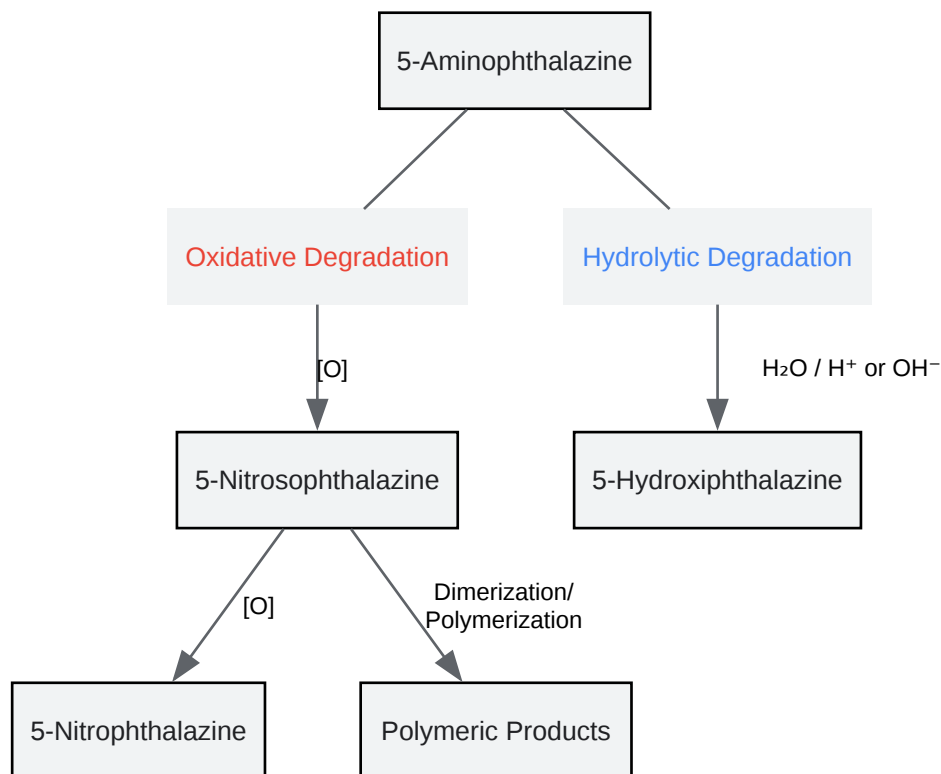 5-Aminophthalazine
Oxidative Degradation
Hydrolytic Degradation
[O]
H₂O / H⁺ or OH⁻
5-Nitrosophthalazine
5-Hydroxiphthalazine
[O]
Dimerization/
Polymerization
5-Nitrophthalazine
Polymeric Products